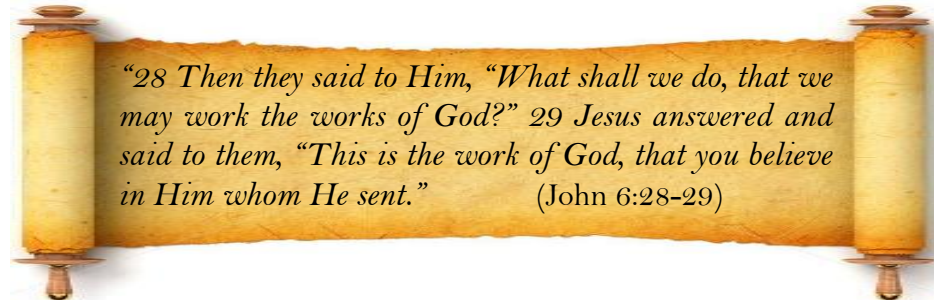 “28 Then they said to Him, “What shall we do, that we
may work the works of God?” 29 Jesus answered and
said to them, “This is the work of God, that you believe
in Him whom He sent.” (John 6:28-29)